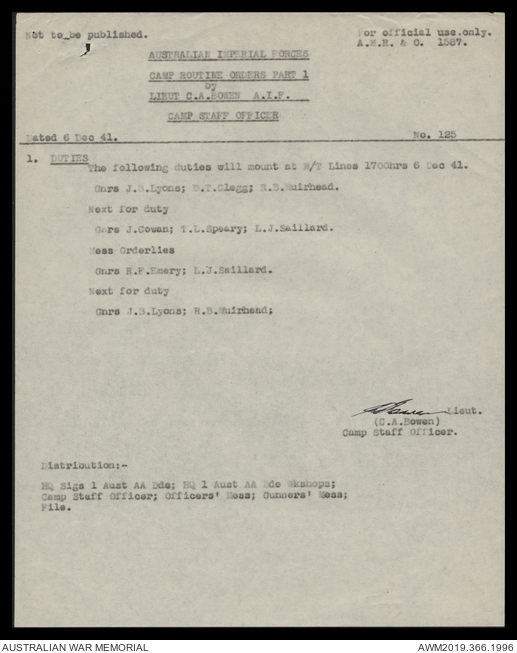 Not to be published.
For official use only.
A.M.R. & O. 1587.
AUSTRALIAN IMPERIAL FORCES
CAMP ROUTINE ORDERS PART 1
by
LIEUT C.A.BOWEN A.I.F.
CAMP STAFF OFFICER
Dated 6 Dec 41. No. 125
1. DUTIES
The following duties will mount at M/T Lines 1700hrs 6 Dec 41.
Gnrs J.B.Lyons; D.T.Clegg; R.B.Muirhead.
Next for duty
Gnrs J.Cowan; T.L.Speary; L.J.Saillard.
Mess Orderlies
Gnrs H.F.Emery; L.J.Saillard.
Next for duty
Gnrs J.B.Lyons; R.B.Muirhead;
Lieut.
(C.A.Bowen)
Camp Staff Officer.
Distribution:-
HQ Sigs 1 Aust AA Bde; HQ 1 Aust AA Bde Wkshops;
Camp Staff Officer; Officers' Mess; Gunners' Mess;
File.
AUSTRALIAN WAR MEMORIAL
AWM2019.366.1996